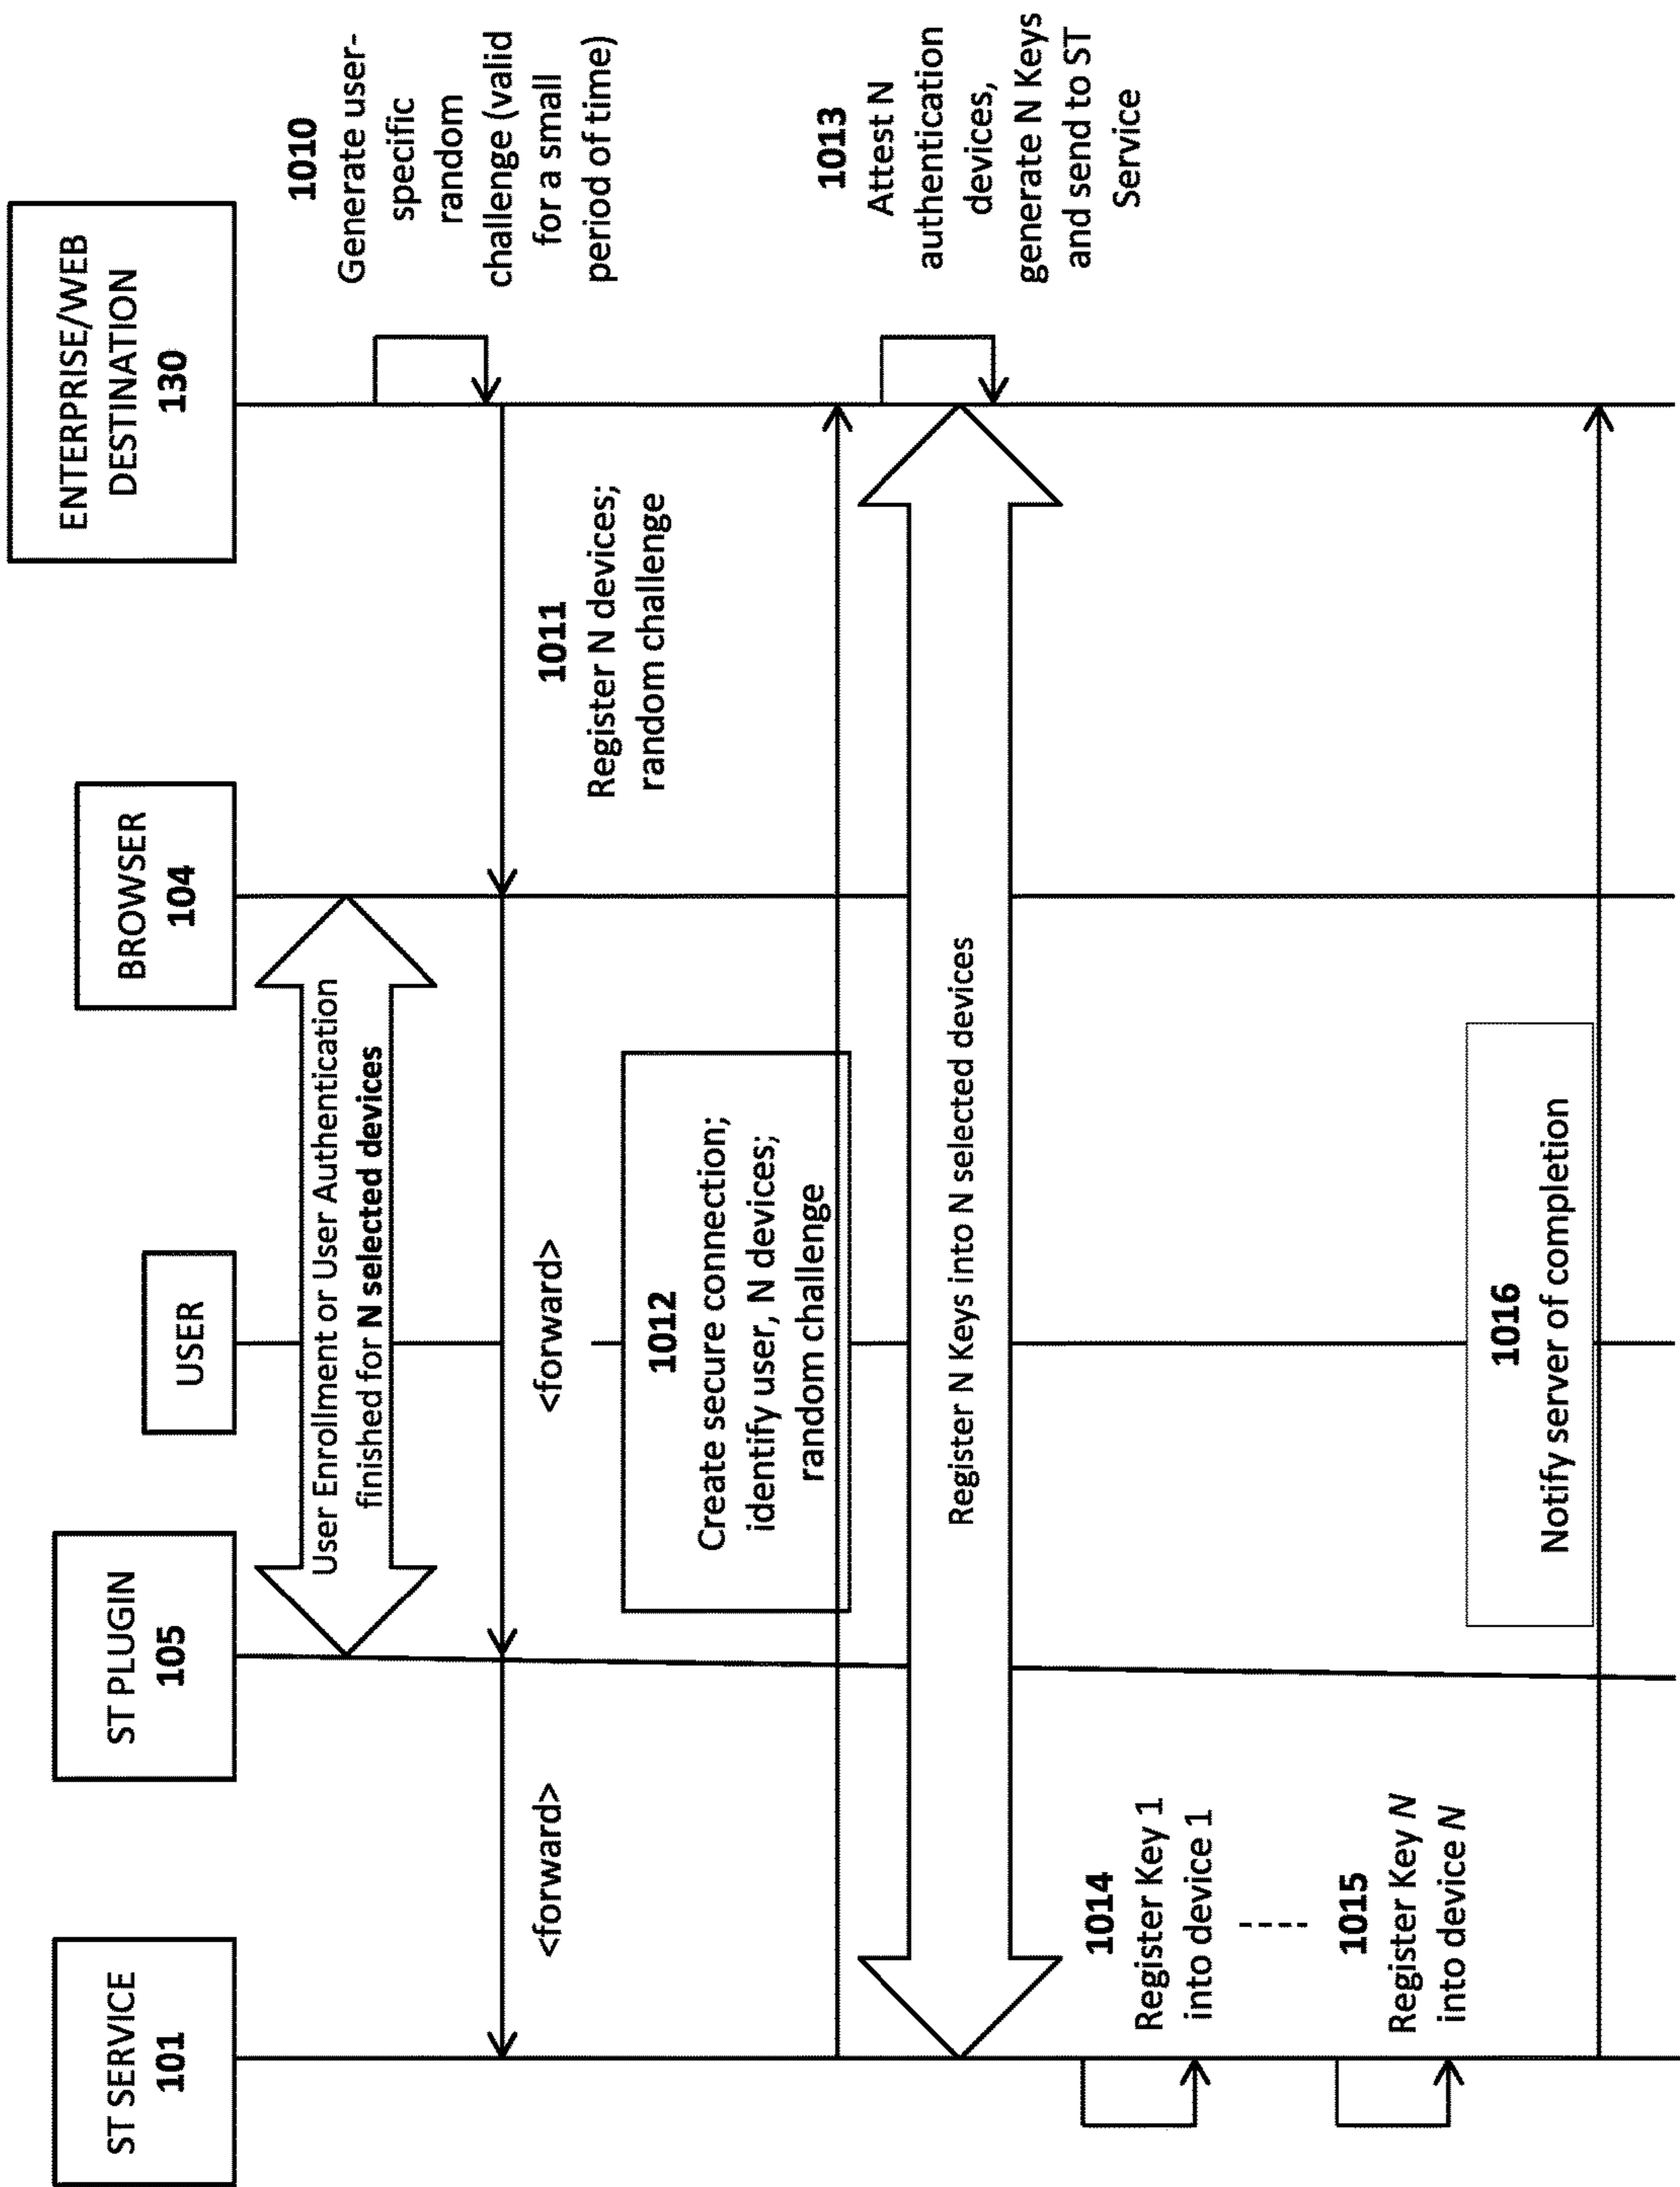 ST SERVICE
101
ST PLUGIN
105
USER
BROWSER
104
ENTERPRISE/WEB
DESTINATION
130
User Enrollment or User Authentication
finished for N selected devices
1010
Generate user-
specific
random
challenge (valid
for a small
period of time)
<forward>
<forward>
1011
Register N devices;
random challenge
1012
Create secure connection;
identify user, N devices;
random challenge
1013
Attest N
authentication
devices,
generate N Keys
and send to ST
Service
Register N Keys into N selected devices
1014
Register Key 1
into device 1
1015
Register Key N
into device N
1016
Notify server of completion